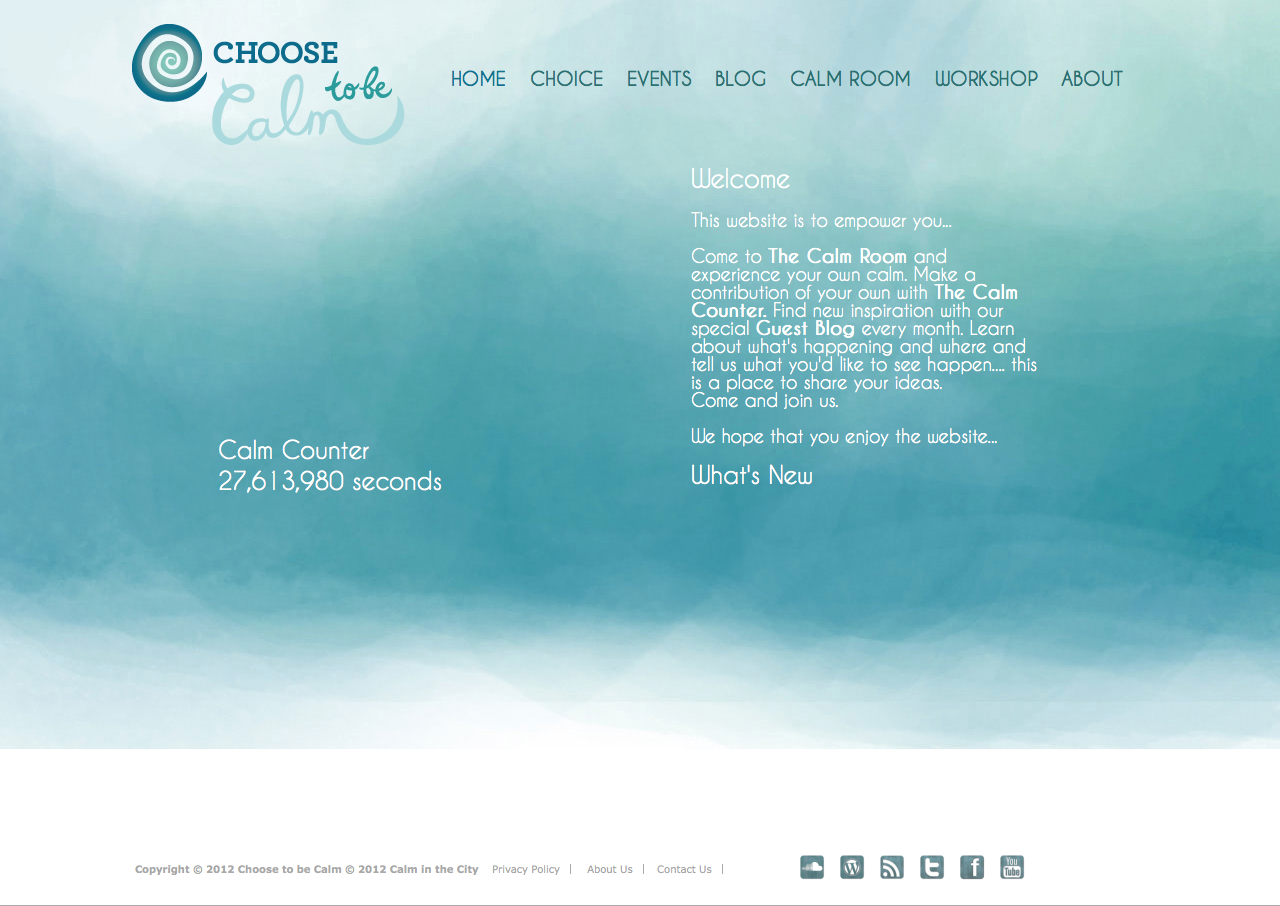 CHOOSE
to be
Calm
HOME CHOICE EVENTS BLOG CALM ROOM WORKSHOP ABOUT
Welcome
This website is to empower you...
Come to The Calm Room and
experience your own calm. Make a
contribution of your own with The Calm
Counter. Find new inspiration with our
special Guest Blog every month. Learn
about what's happening and where and
tell us what you'd like to see happen.... this
is a place to share your ideas.
Come and join us.
We hope that you enjoy the website...
What's New
Calm Counter
27,613,980 seconds
Copyright © 2012 Choose to be Calm © 2012 Calm in the City Privacy Policy | About Us | Contact Us |
You
Tube